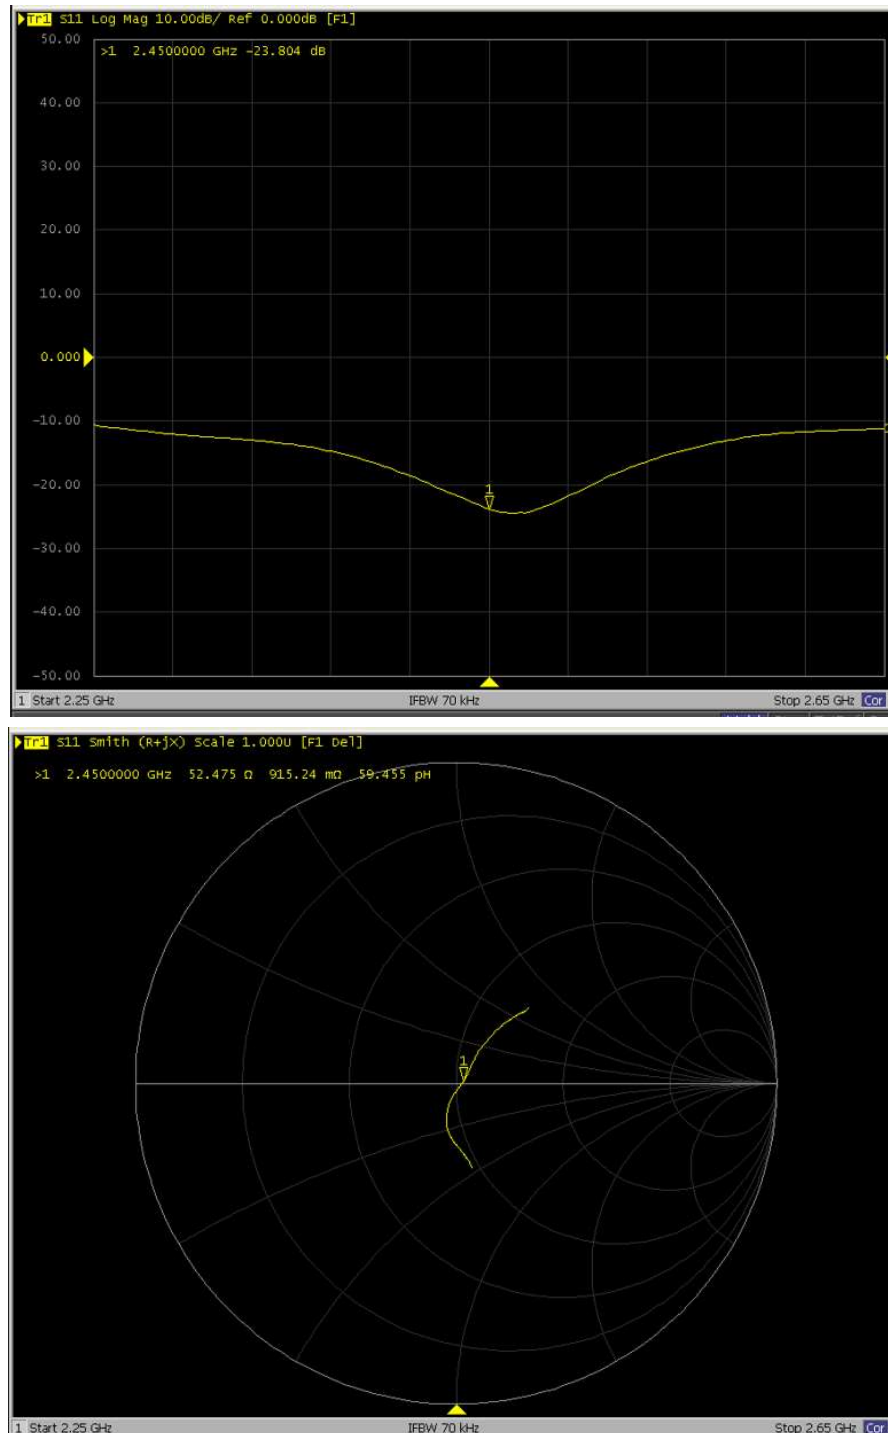 Tr1 S11 Log Mag 10.00dB/ Ref 0.000dB [F1]
50.00
>1 2.4500000 GHz -23.804 dB
40.00
30.00
20.00
10.00
0.000
-10.00
-20.00
1
-30.00
-40.00
-50.00
1 Start 2.25 GHz IFBW 70 kHz Stop 2.65 GHz Cor
Tr1 S11 Smith (R+jX) Scale 1.000U [F1 Del]
>1 2.4500000 GHz 52.475 Ω 915.24 mΩ 59.455 pH
1
1 Start 2.25 GHz IFBW 70 kHz Stop 2.65 GHz Cor